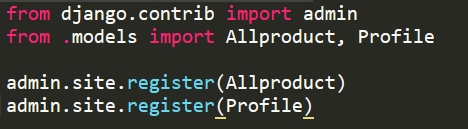 from django.contrib import admin
from .models import Allproduct, Profile

admin.site.register(Allproduct)
admin.site.register(Profile)